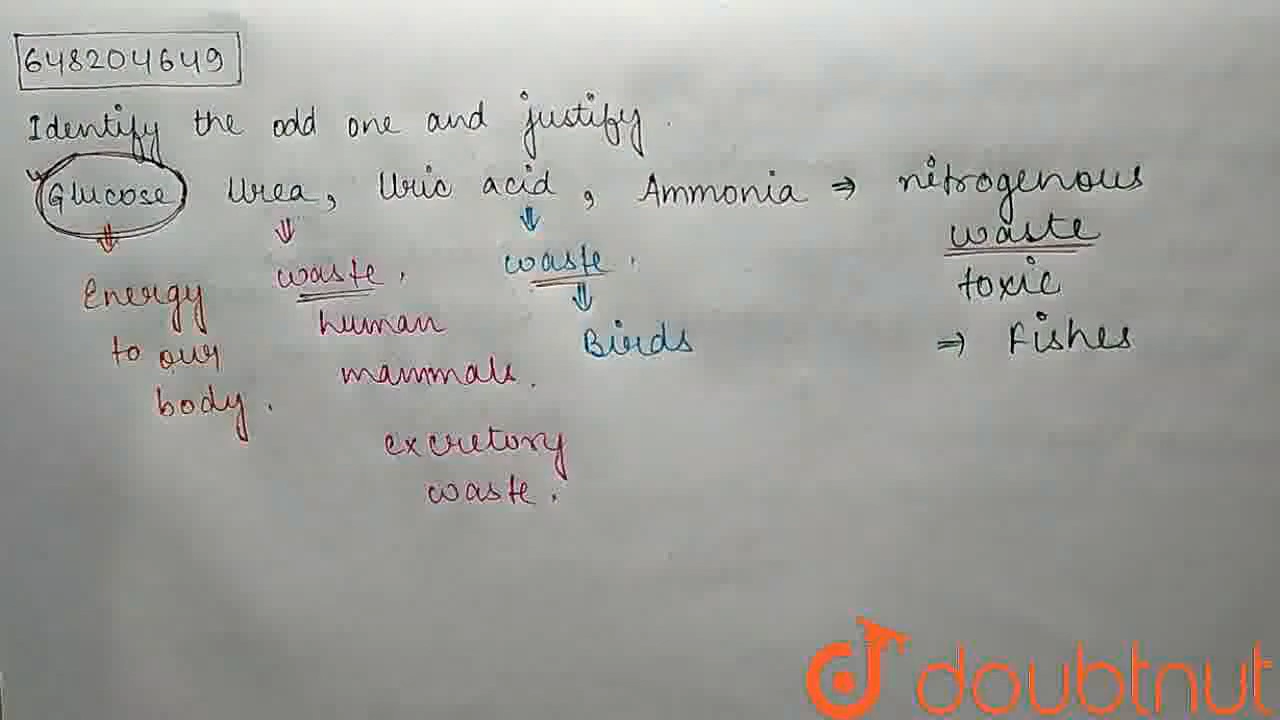 648204649
Identify the odd one and justify.
Glucose Urea, Uric acid, Ammonia ⇒ nitrogenous
waste
toxic
⇒ Fishes
⇓ ⇓ ⇓
Energy
to our
body.
waste.
human
mammals.
excretory
waste.
waste.
⇓
Birds
doubtnut